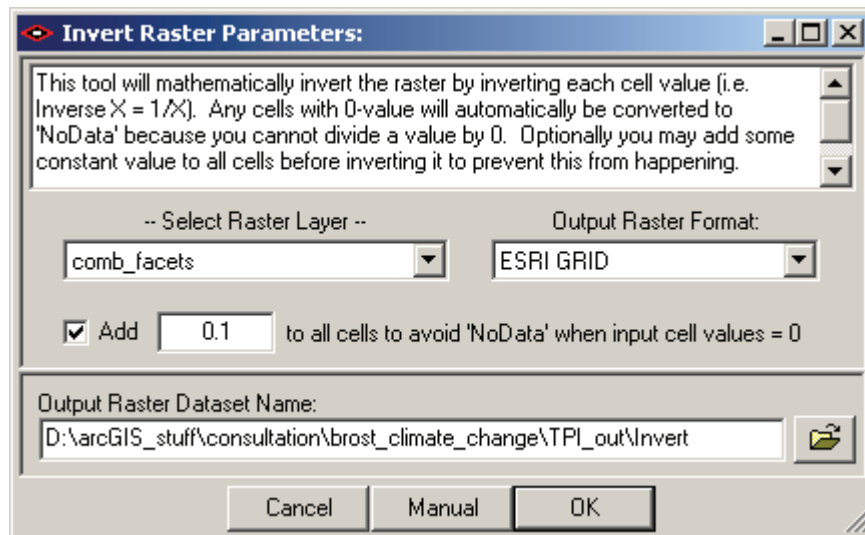 Invert Raster Parameters:
This tool will mathematically invert the raster by inverting each cell value (i.e.
Inverse X = 1/X).  Any cells with 0-value will automatically be converted to
'NoData' because you cannot divide a value by 0.  Optionally you may add some
constant value to all cells before inverting it to prevent this from happening.
-- Select Raster Layer --
Output Raster Format:
comb_facets
ESRI GRID
Add 0.1 to all cells to avoid 'NoData' when input cell values = 0
Output Raster Dataset Name:
D:\arcGIS_stuff\consultation\brost_climate_change\TPI_out\Invert
Cancel
Manual
OK